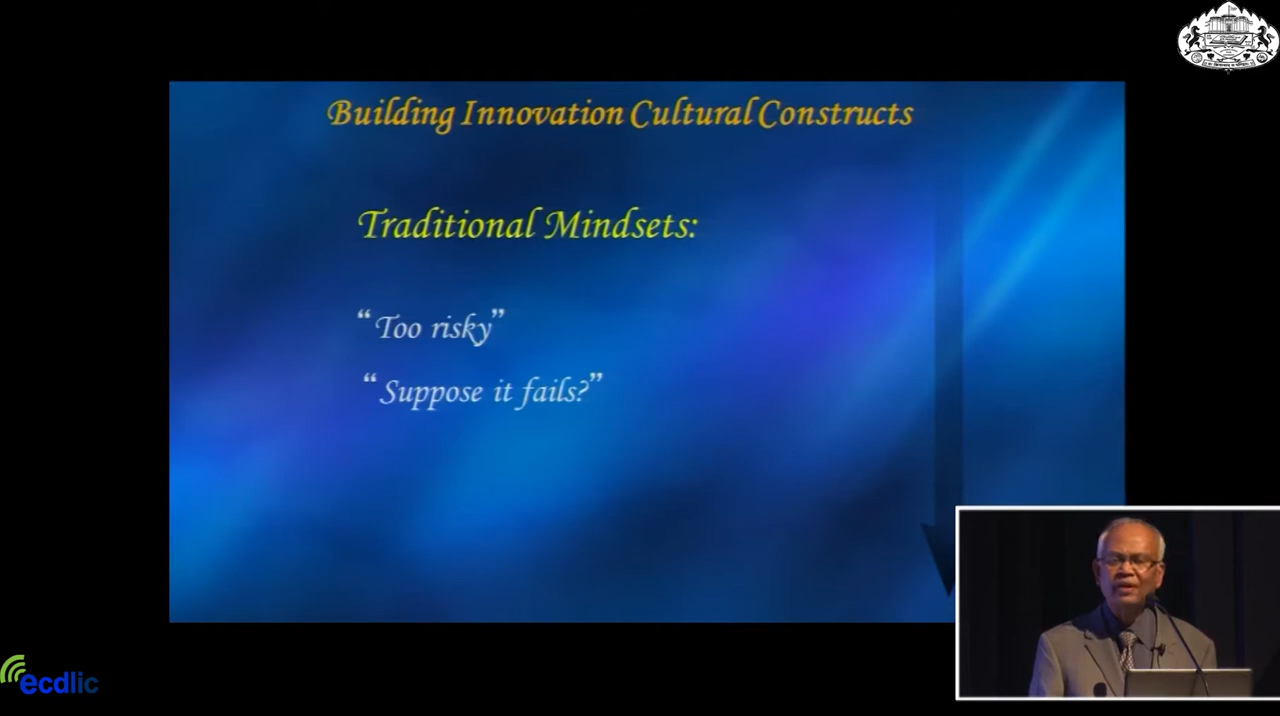 Building Innovation Cultural Constructs
Traditional Mindsets:
“Too risky”
“Suppose it fails?”
ecdlic